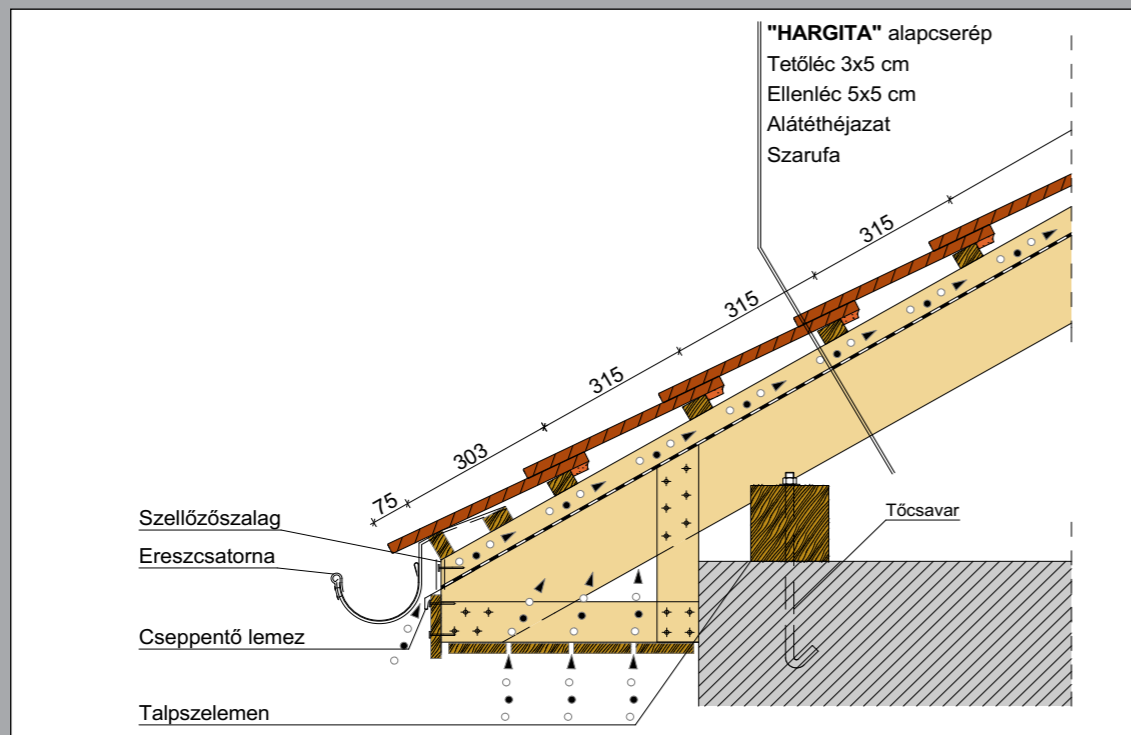 "HARGITA" alapcserép
Tetőléc 3x5 cm
Ellenléc 5x5 cm
Alátéthéjazat
Szarufa
315
315
315
303
75
Szellőzőszalag
Ereszcsatorna
Tőcsavar
Cseppentő lemez
Talpszelemen